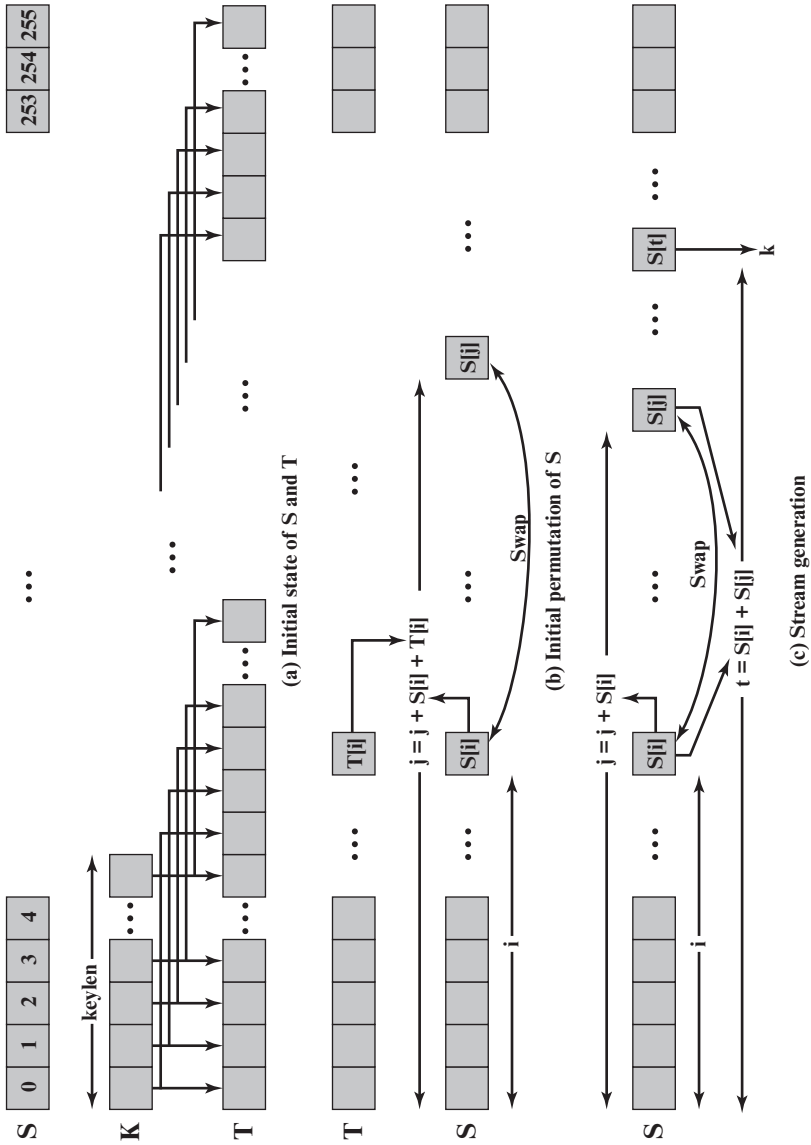 S 0 1 2 3 4 ••• 253 254 255
keylen
K •••
•••
T ••• ••• ••• •••
(a) Initial state of S and T
T ••• T[i] •••
j = j + S[i] + T[i]
S ••• S[i] ••• S[j] •••
Swap
i
(b) Initial permutation of S
j = j + S[i]
S ••• S[i] ••• S[j] ••• S[t] •••
Swap
i
t = S[i] + S[j]
k
(c) Stream generation